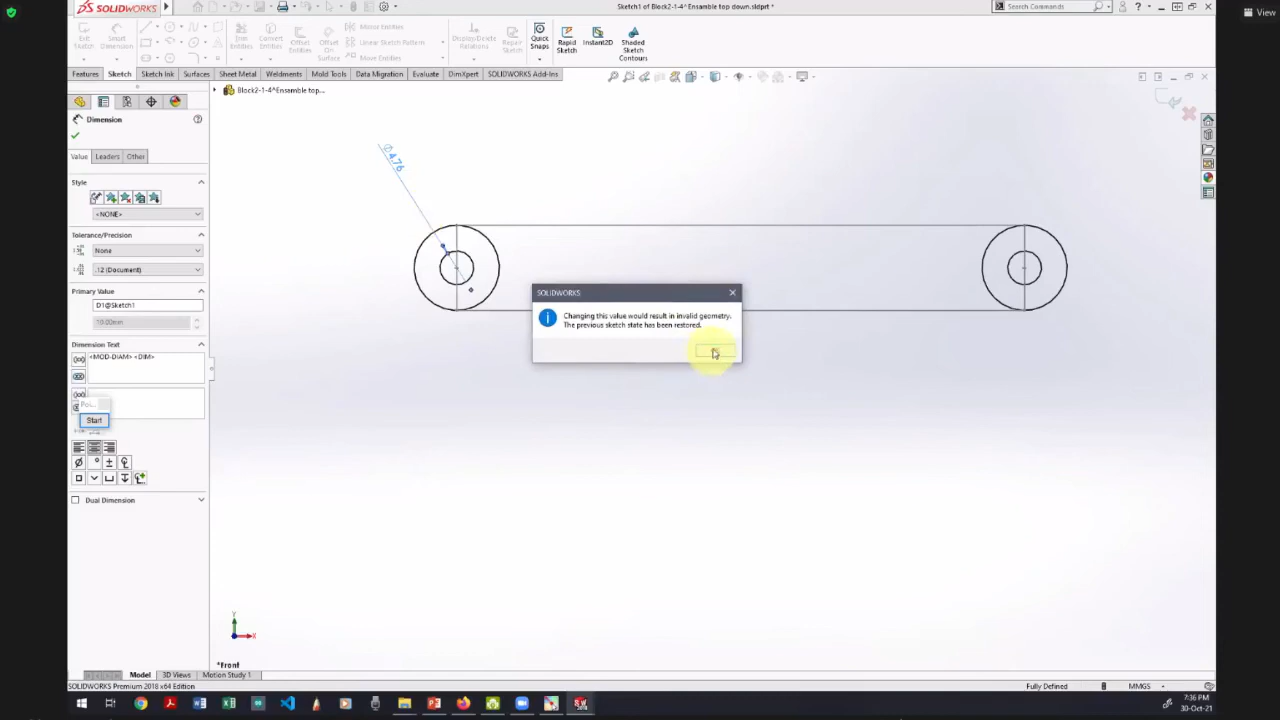 SOLIDWORKS
Sketch1 of Block2-1-4^ Ensamble top down.sldprt *
Search Commands
View
Exit Sketch
Smart Dimension
Trim Entities
Convert Entities
Offset Entities
Offset On Surface
Mirror Entities
Linear Sketch Pattern
Move Entities
Display/Delete Relations
Repair Sketch
Quick Snaps
Rapid Sketch
Instant2D
Shaded Sketch Contours
Features
Sketch
Sketch Ink
Surfaces
Sheet Metal
Weldments
Mold Tools
Data Migration
Evaluate
DimXpert
SOLIDWORKS Add-Ins
Block2-1-4^Ensamble top...
Dimension
Value
Leaders
Other
Style
<NONE>
Tolerance/Precision
None
.12 (Document)
Primary Value
D1@Sketch1
10.00mm
Dimension Text
<MOD-DIAM> <DIM>
Start
Dual Dimension
∅4.76
SOLIDWORKS
Changing this value would result in invalid geometry.
The previous sketch state has been restored.
Y
X
*Front
Model
3D Views
Motion Study 1
SOLIDWORKS Premium 2018 x64 Edition
Fully Defined
MMGS
7:36 PM
30-Oct-21